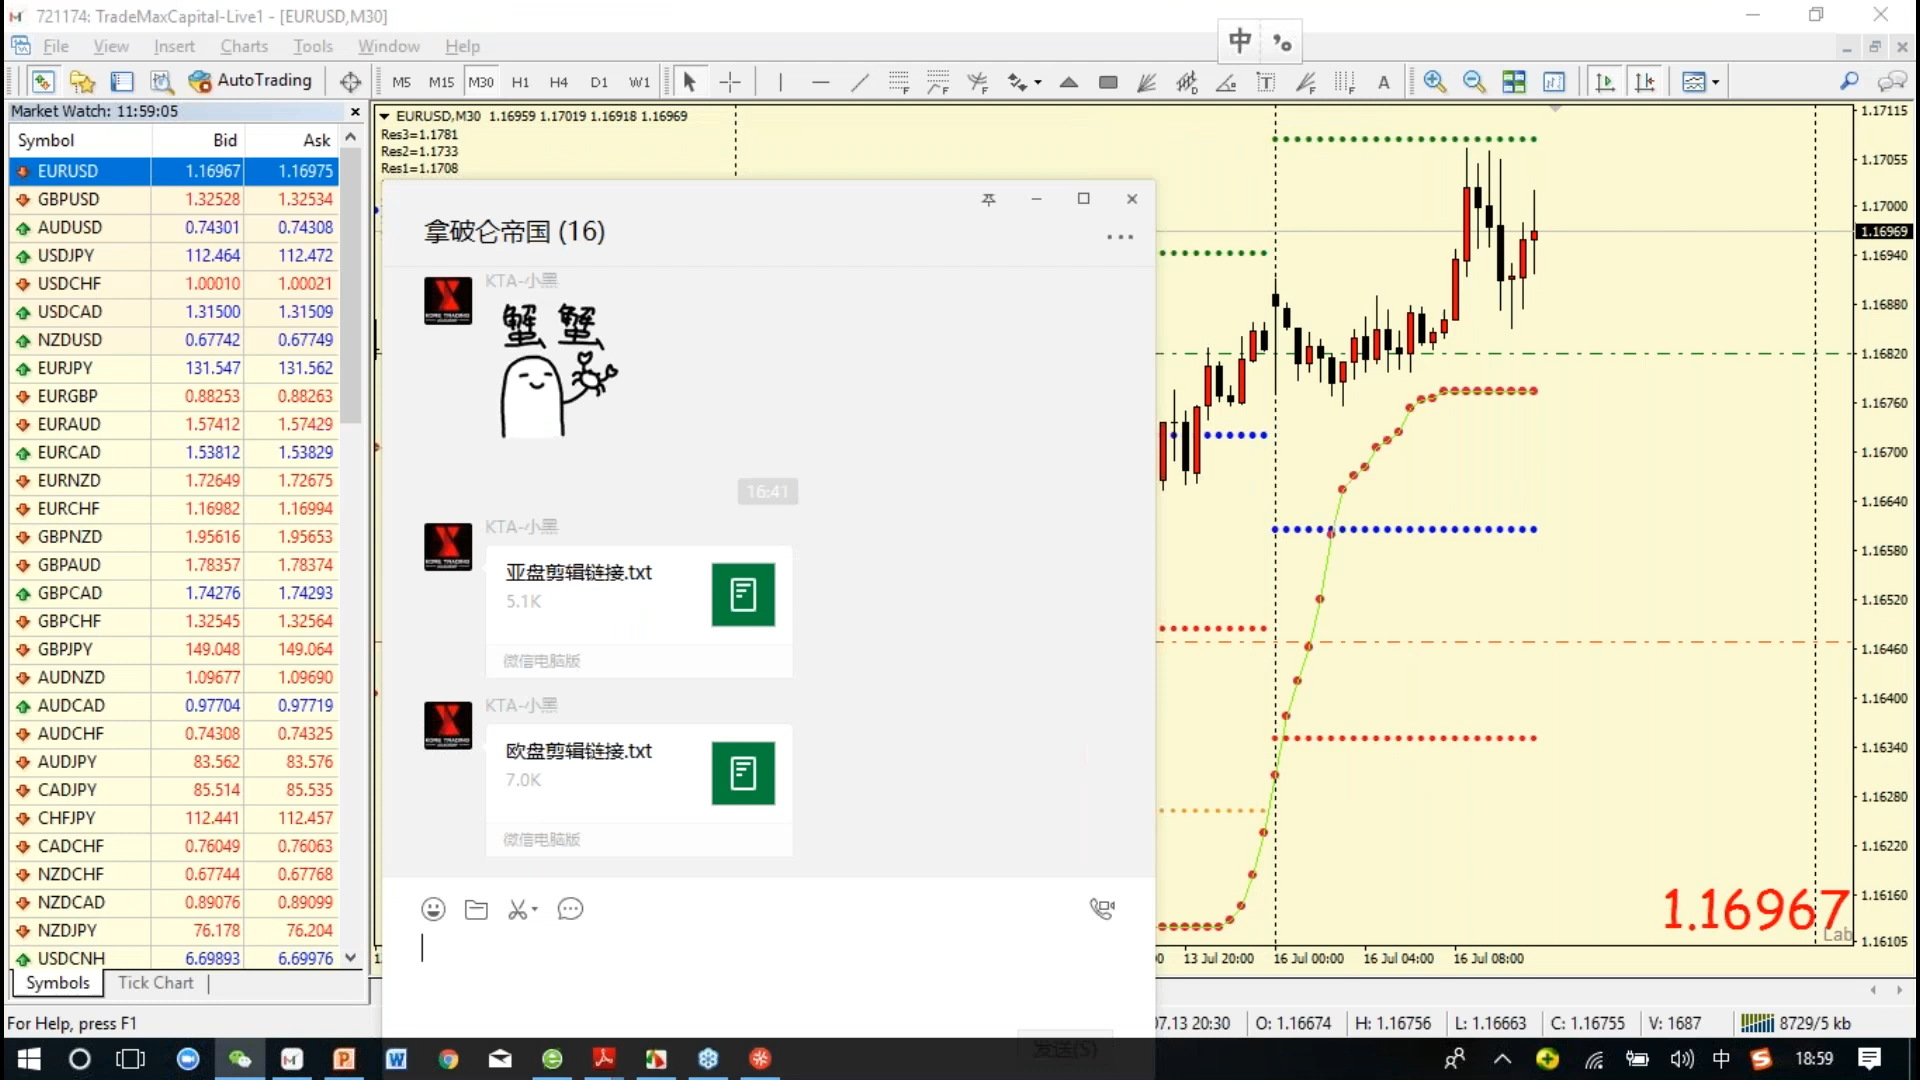 721174: TradeMaxCapital-Live1 - [EURUSD,M30]
File View Insert Charts Tools Window Help
中
AutoTrading M5 M15 M30 H1 H4 D1 W1
Market Watch: 11:59:05
Symbol Bid Ask
EURUSD 1.16967 1.16975
GBPUSD 1.32528 1.32534
AUDUSD 0.74301 0.74308
USDJPY 112.464 112.472
USDCHF 1.00010 1.00021
USDCAD 1.31500 1.31509
NZDUSD 0.67742 0.67749
EURJPY 131.547 131.562
EURGBP 0.88253 0.88263
EURAUD 1.57412 1.57429
EURCAD 1.53812 1.53829
EURNZD 1.72649 1.72675
EURCHF 1.16982 1.16994
GBPNZD 1.95616 1.95653
GBPAUD 1.78357 1.78374
GBPCAD 1.74276 1.74293
GBPCHF 1.32545 1.32564
GBPJPY 149.048 149.064
AUDNZD 1.09677 1.09690
AUDCAD 0.97704 0.97719
AUDCHF 0.74308 0.74325
AUDJPY 83.562 83.576
CADJPY 85.514 85.535
CHFJPY 112.441 112.457
CADCHF 0.76049 0.76063
NZDCHF 0.67744 0.67768
NZDCAD 0.89076 0.89099
NZDJPY 76.178 76.204
USDCNH 6.69893 6.69976
Symbols Tick Chart
For Help, press F1
EURUSD,M30 1.16959 1.17019 1.16918 1.16969
Res3=1.1781
Res2=1.1733
Res1=1.1708
拿破仑帝国 (16)
KTA-小黑
蟹 蟹
16:41
KTA-小黑
亚盘剪辑链接.txt
5.1K
微信电脑版
KTA-小黑
欧盘剪辑链接.txt
7.0K
微信电脑版
发送(S)
1.17115
1.17055
1.17000
1.16969
1.16940
1.16880
1.16820
1.16760
1.16700
1.16640
1.16580
1.16520
1.16460
1.16400
1.16340
1.16280
1.16220
1.16160
1.16105
1.16967
Lab
13 Jul 20:00 16 Jul 00:00 16 Jul 04:00 16 Jul 08:00
07.13 20:30 O: 1.16674 H: 1.16756 L: 1.16663 C: 1.16755 V: 1687 8729/5 kb
中 18:59